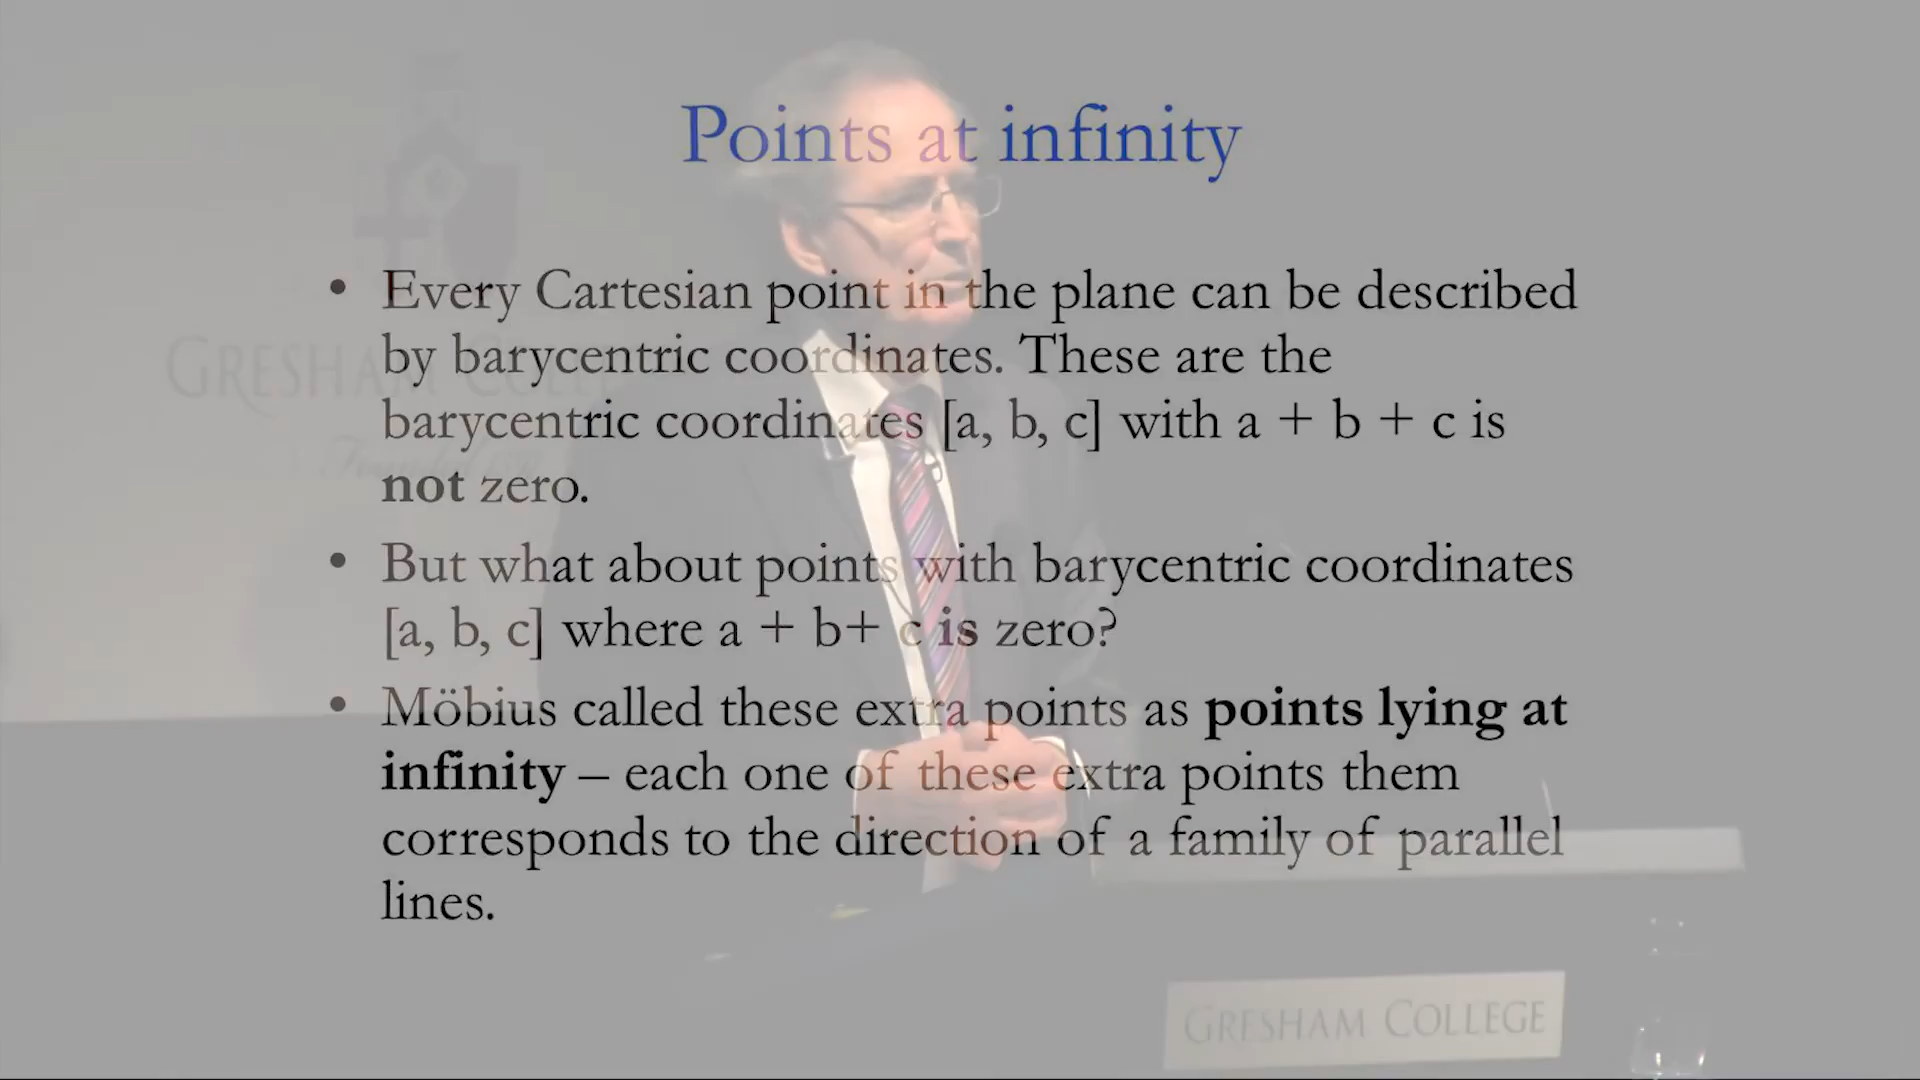 Points at infinity
• Every Cartesian point in the plane can be described
by barycentric coordinates. These are the
barycentric coordinates [a, b, c] with a + b + c is
not zero.
• But what about points with barycentric coordinates
[a, b, c] where a + b+ c is zero?
• Möbius called these extra points as points lying at
infinity – each one of these extra points them
corresponds to the direction of a family of parallel
lines.
GRESHAM COLLEGE
GRESHAM COLLEGE